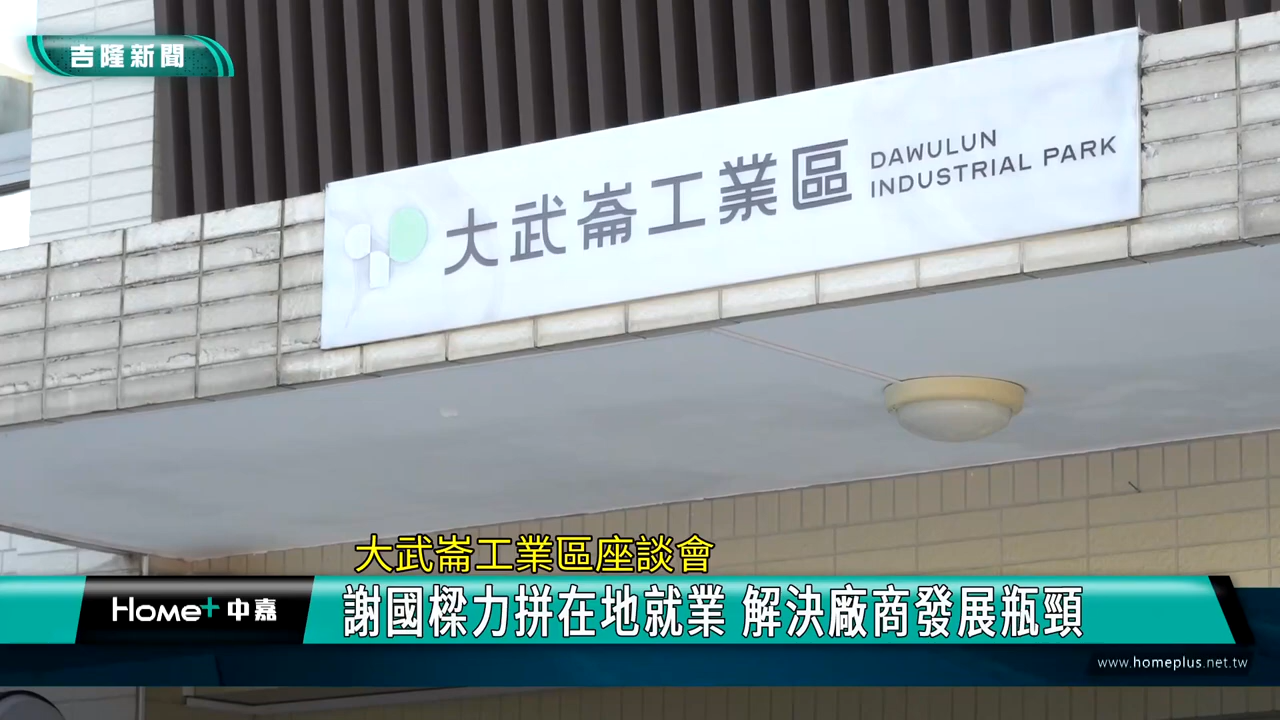 吉隆新聞
大武崙工業區
DAWULUN
INDUSTRIAL PARK
大武崙工業區座談會
Home+中嘉
謝國樑力拼在地就業 解決廠商發展瓶頸
www.homeplus.net.tw